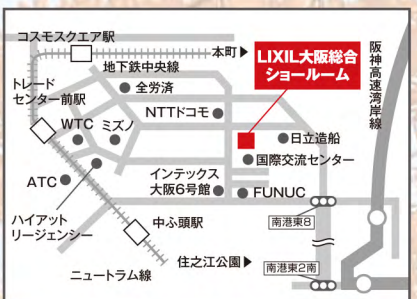 コスモスクエア駅
本町▶
地下鉄中央線
LIXIL大阪総合
ショールーム
阪神高速湾岸線
トレード
センター前駅
全労済
NTTドコモ
WTC
ミズノ
日立造船
国際交流センター
インテックス
大阪6号館
FUNUC
ATC
ハイアット
リージェンシー
中ふ頭駅
南港東8
住之江公園▶
南港東2南
ニュートラム線